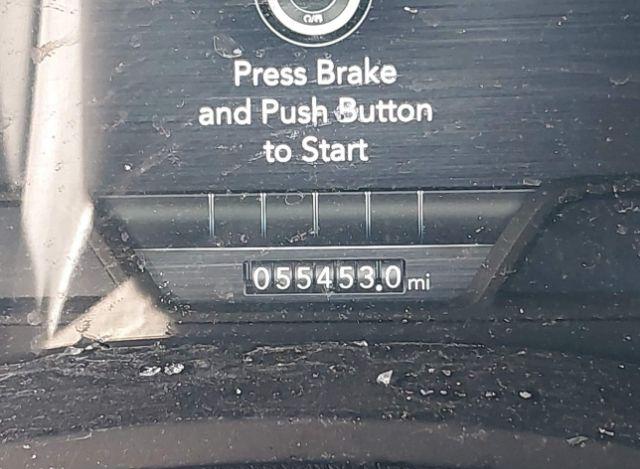 Press Brake
and Push Button
to Start
055453.0 mi